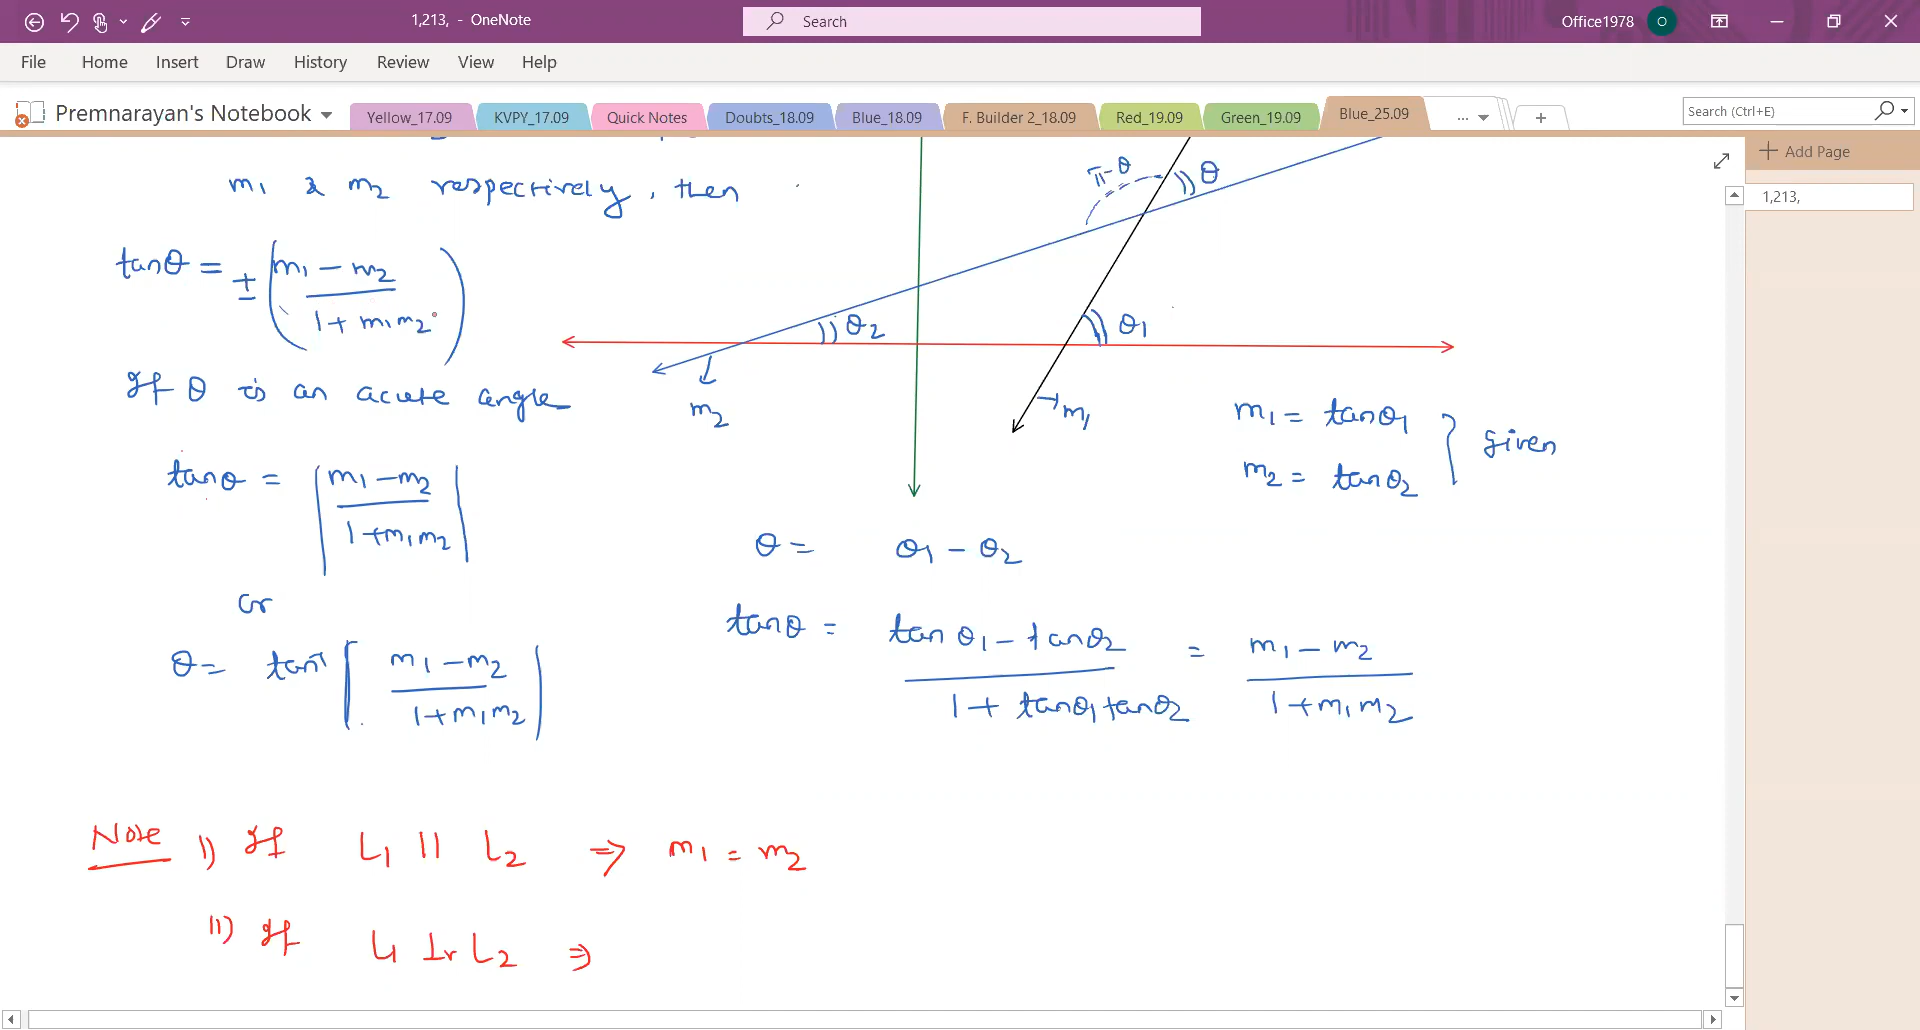 1,213, - OneNote
Search
Office1978
O
File Home Insert Draw History Review View Help
Premnarayan's Notebook
Yellow_17.09 KVPY_17.09 Quick Notes Doubts_18.09 Blue_18.09 F. Builder 2_18.09 Red_19.09 Green_19.09 Blue_25.09 ... +
Search (Ctrl+E)
Add Page
1,213,
m1 & m2 respectively, then
tanθ = ± (m1 - m2 / 1 + m1m2)
If θ is an acute angle
tanθ = |m1 - m2 / 1 + m1m2|
or
θ = tan⁻¹ |m1 - m2 / 1 + m1m2|
π-θ
θ
θ2
θ1
m2
m1
m1 = tanθ1
m2 = tanθ2
} given
θ = θ1 - θ2
tanθ = tanθ1 - tanθ2 / 1 + tanθ1tanθ2 = m1 - m2 / 1 + m1m2
Note i) If L1 || L2 ⇒ m1 = m2
ii) If L1 ⊥r L2 ⇒